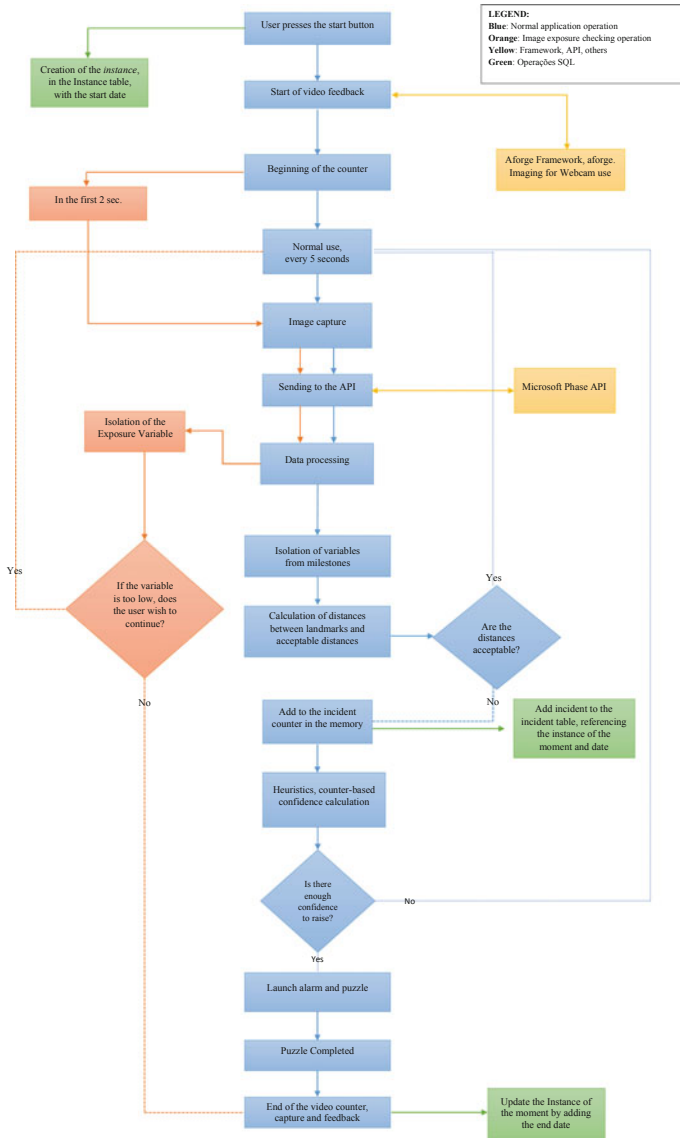 User presses the start button
LEGEND:
Blue: Normal application operation
Orange: Image exposure checking operation
Yellow: Framework, API, others
Green: Operações SQL
Creation of the instance,
in the Instance table,
with the start date
Start of video feedback
Beginning of the counter
Aforge Framework, aforge.
Imaging for Webcam use
In the first 2 sec.
Normal use,
every 5 seconds
Image capture
Sending to the API
Microsoft Phase API
Isolation of the
Exposure Variable
Data processing
Isolation of variables
from milestones
Yes
Yes
If the variable
is too low, does
the user wish to
continue?
Calculation of distances
between landmarks and
acceptable distances
Are the
distances
acceptable?
No
No
Add to the incident
counter in the memory
Add incident to the
incident table, referencing
the instance of the
moment and date
Heuristics, counter-based
confidence calculation
Is there
enough
confidence
to raise?
No
Yes
Launch alarm and puzzle
Puzzle Completed
End of the video counter,
capture and feedback
Update the Instance of
the moment by adding
the end date